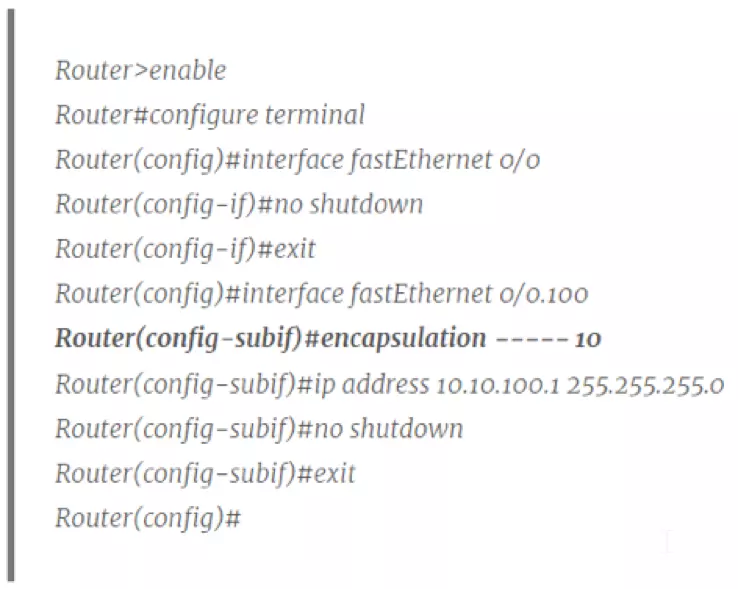 Router>enable
Router#configure terminal
Router(config)#interface fastEthernet 0/0
Router(config-if)#no shutdown
Router(config-if)#exit
Router(config)#interface fastEthernet 0/0.100
Router(config-subif)#encapsulation ----- 10
Router(config-subif)#ip address 10.10.100.1 255.255.255.0
Router(config-subif)#no shutdown
Router(config-subif)#exit
Router(config)#